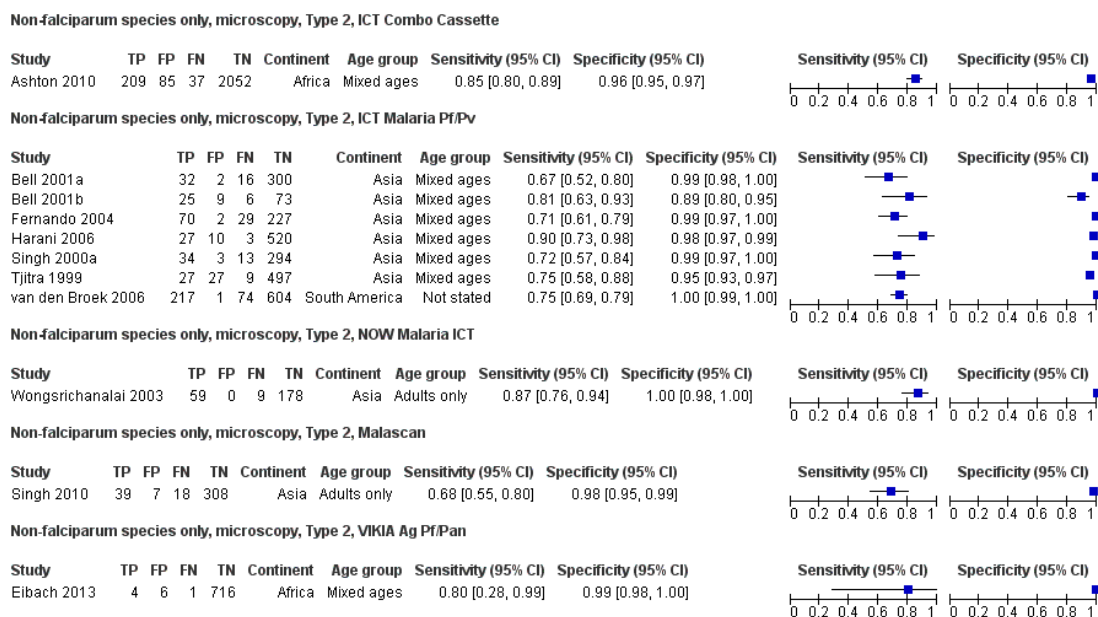 Non-falciparum species only, microscopy, Type 2, ICT Combo Cassette
Study TP FP FN TN Continent Age group Sensitivity (95% CI) Specificity (95% CI) Sensitivity (95% CI) Specificity (95% CI)
Ashton 2010 209 85 37 2052 Africa Mixed ages 0.85 [0.80, 0.89] 0.96 [0.95, 0.97]
0 0.2 0.4 0.6 0.8 1 0 0.2 0.4 0.6 0.8 1
Non-falciparum species only, microscopy, Type 2, ICT Malaria Pf/Pv
Study TP FP FN TN Continent Age group Sensitivity (95% CI) Specificity (95% CI) Sensitivity (95% CI) Specificity (95% CI)
Bell 2001a 32 2 16 300 Asia Mixed ages 0.67 [0.52, 0.80] 0.99 [0.98, 1.00]
Bell 2001b 25 9 6 73 Asia Mixed ages 0.81 [0.63, 0.93] 0.89 [0.80, 0.95]
Fernando 2004 70 2 29 227 Asia Mixed ages 0.71 [0.61, 0.79] 0.99 [0.97, 1.00]
Harani 2006 27 10 3 520 Asia Mixed ages 0.90 [0.73, 0.98] 0.98 [0.97, 0.99]
Singh 2000a 34 3 13 294 Asia Mixed ages 0.72 [0.57, 0.84] 0.99 [0.97, 1.00]
Tjitra 1999 27 27 9 497 Asia Mixed ages 0.75 [0.58, 0.88] 0.95 [0.93, 0.97]
van den Broek 2006 217 1 74 604 South America Not stated 0.75 [0.69, 0.79] 1.00 [0.99, 1.00]
0 0.2 0.4 0.6 0.8 1 0 0.2 0.4 0.6 0.8 1
Non-falciparum species only, microscopy, Type 2, NOW Malaria ICT
Study TP FP FN TN Continent Age group Sensitivity (95% CI) Specificity (95% CI) Sensitivity (95% CI) Specificity (95% CI)
Wongsrichanalai 2003 59 0 9 178 Asia Adults only 0.87 [0.76, 0.94] 1.00 [0.98, 1.00]
0 0.2 0.4 0.6 0.8 1 0 0.2 0.4 0.6 0.8 1
Non-falciparum species only, microscopy, Type 2, Malascan
Study TP FP FN TN Continent Age group Sensitivity (95% CI) Specificity (95% CI) Sensitivity (95% CI) Specificity (95% CI)
Singh 2010 39 7 18 308 Asia Adults only 0.68 [0.55, 0.80] 0.98 [0.95, 0.99]
0 0.2 0.4 0.6 0.8 1 0 0.2 0.4 0.6 0.8 1
Non-falciparum species only, microscopy, Type 2, VIKIA Ag Pf/Pan
Study TP FP FN TN Continent Age group Sensitivity (95% CI) Specificity (95% CI) Sensitivity (95% CI) Specificity (95% CI)
Eibach 2013 4 6 1 716 Africa Mixed ages 0.80 [0.28, 0.99] 0.99 [0.98, 1.00]
0 0.2 0.4 0.6 0.8 1 0 0.2 0.4 0.6 0.8 1